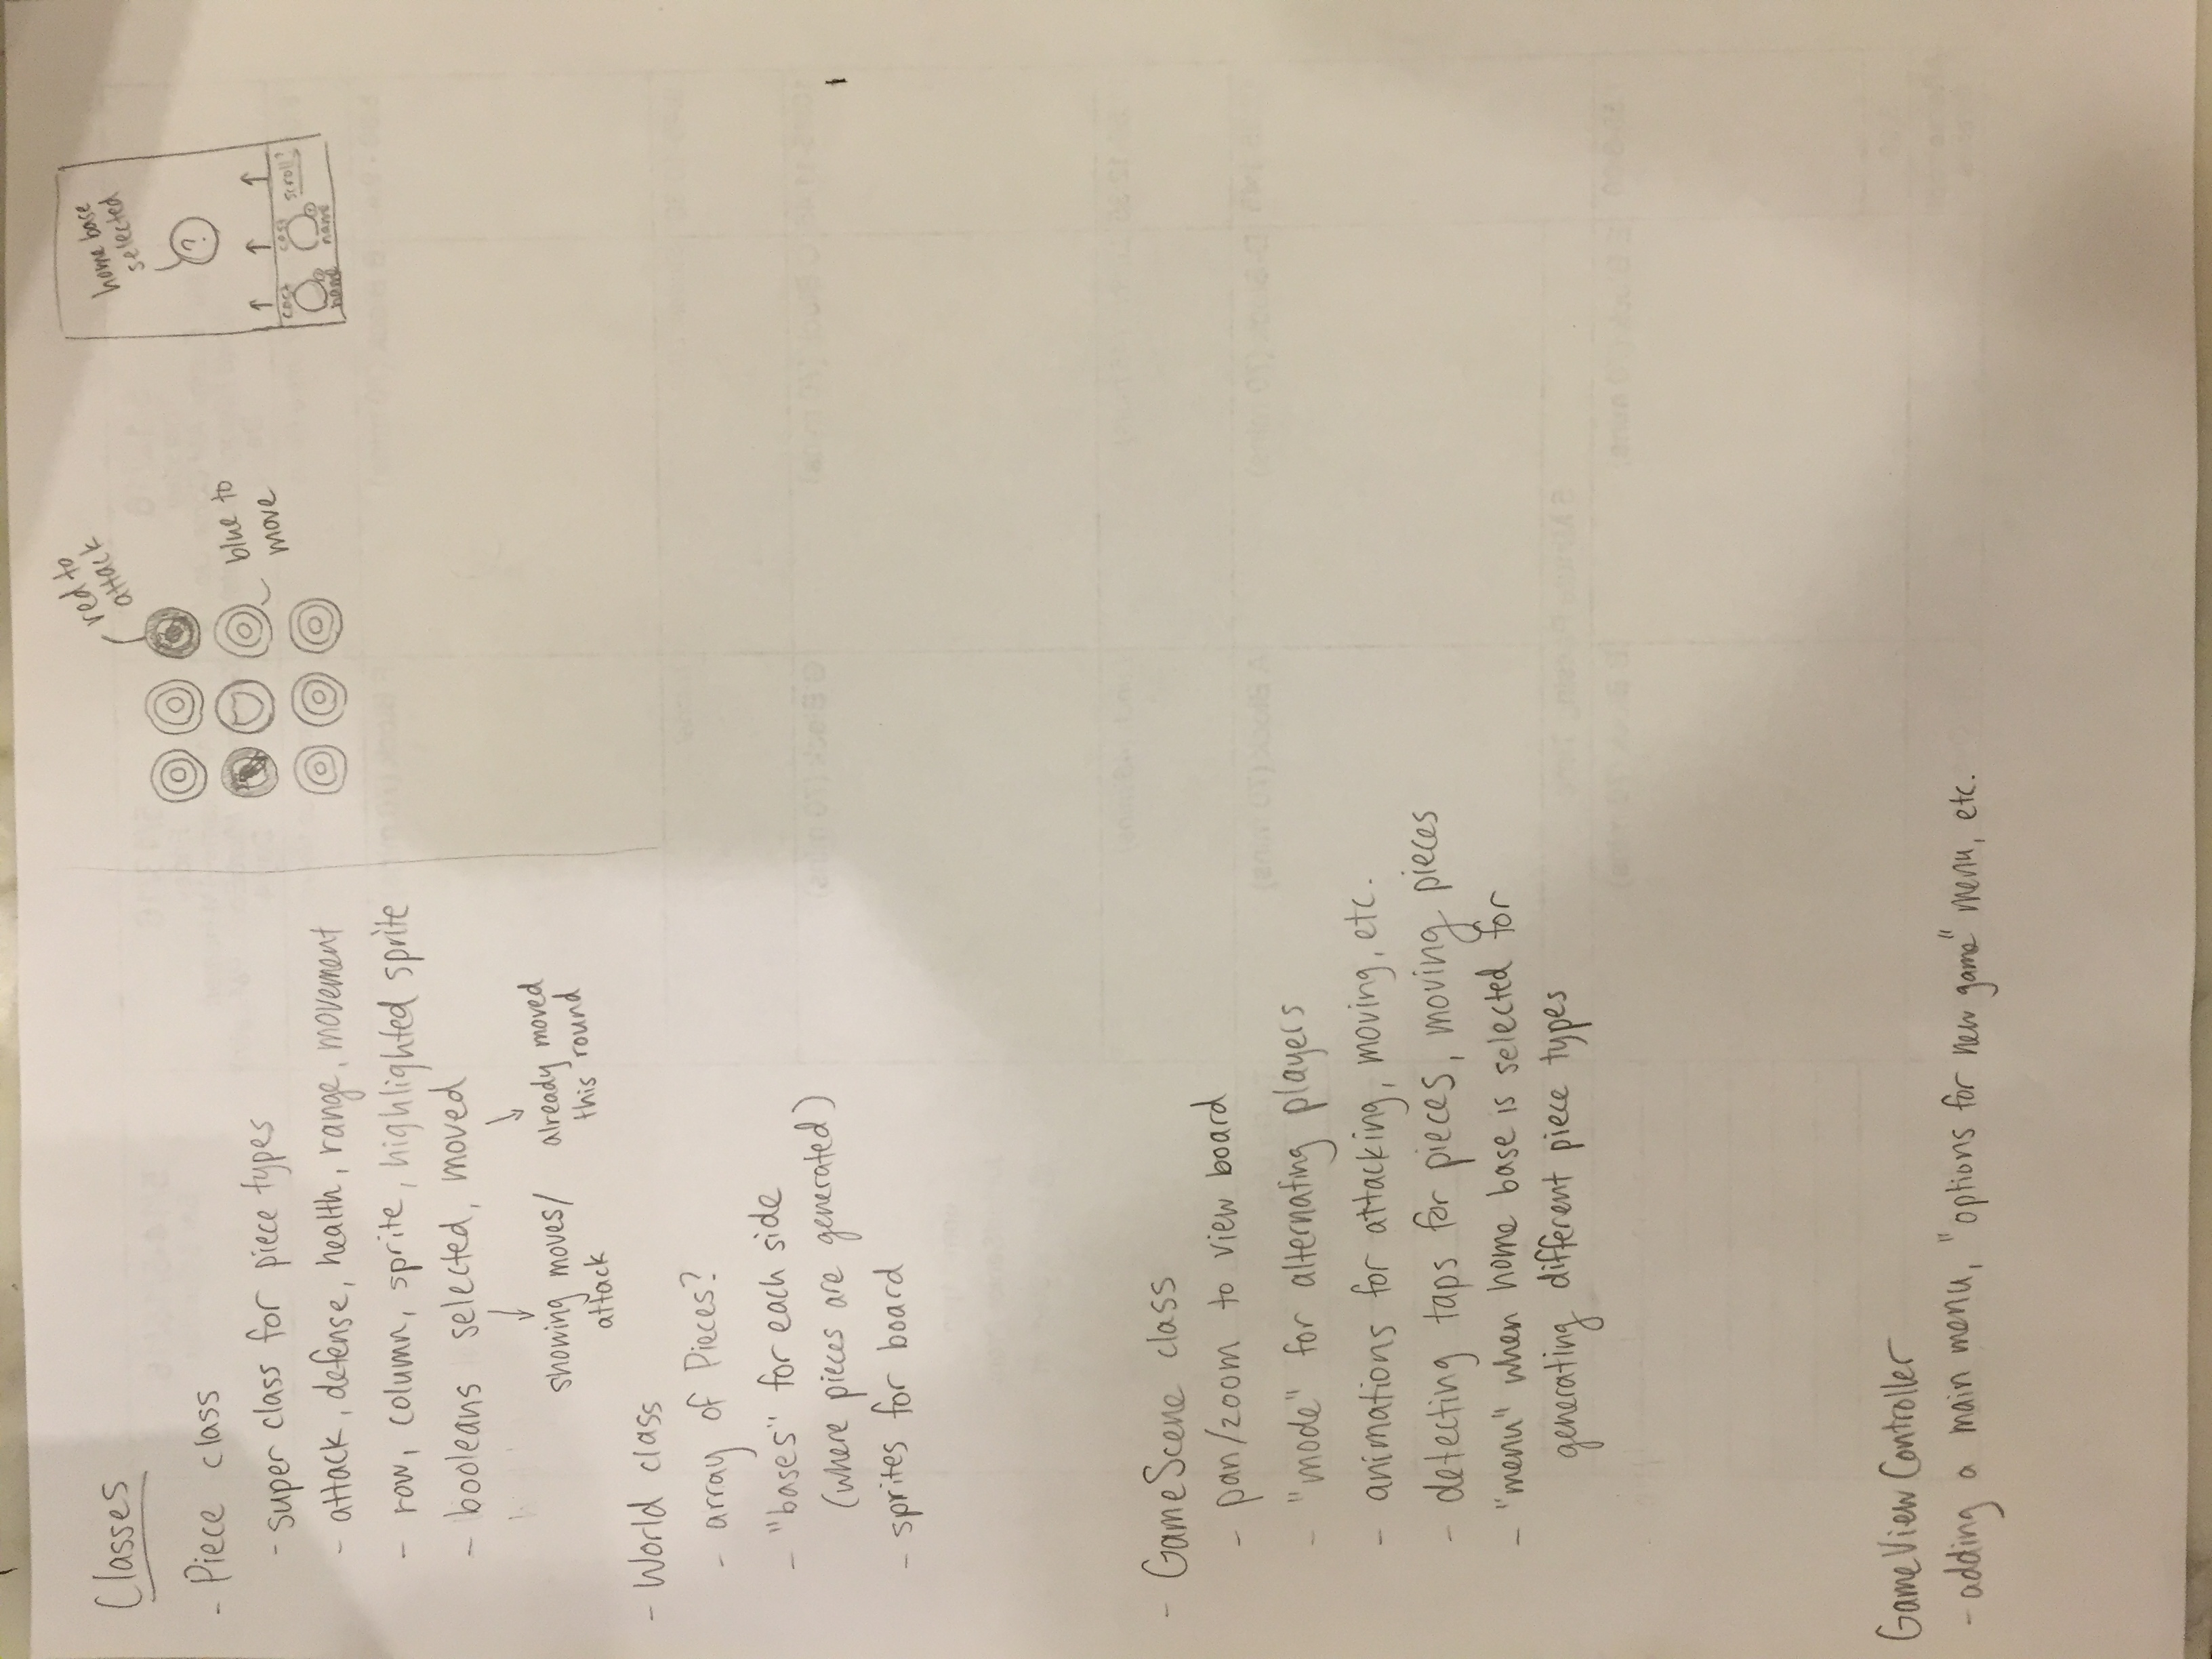 Classes
- Piece class
- super class for piece types
- attack, defense, health, range, movement
- row, column, sprite, highlighted sprite
- booleans selected, moved
showing moves/
attack
already moved
this round
- World class
- array of Pieces?
- "bases" for each side
(where pieces are generated)
- sprites for board
- GameScene class
- pan/zoom to view board
- "mode" for alternating players
- animations for attacking, moving, etc.
- detecting taps for pieces, moving pieces
- "menu" when home base is selected for
generating different piece types
GameViewController
- adding a main menu, "options for new game" menu, etc.
red to
attack
blue to
move
home base
selected
?
cost
cost
scroll?
name
name